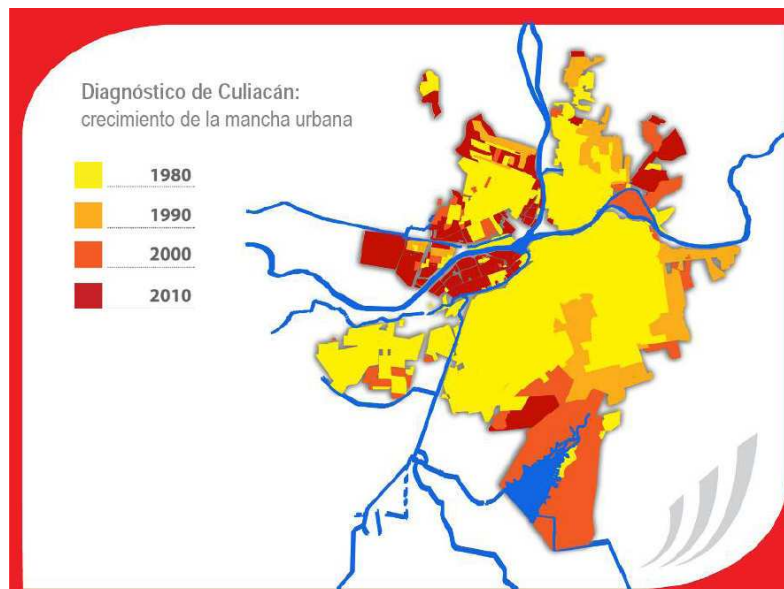 Diagnóstico de Culiacán:
crecimiento de la mancha urbana
1980
1990
2000
2010